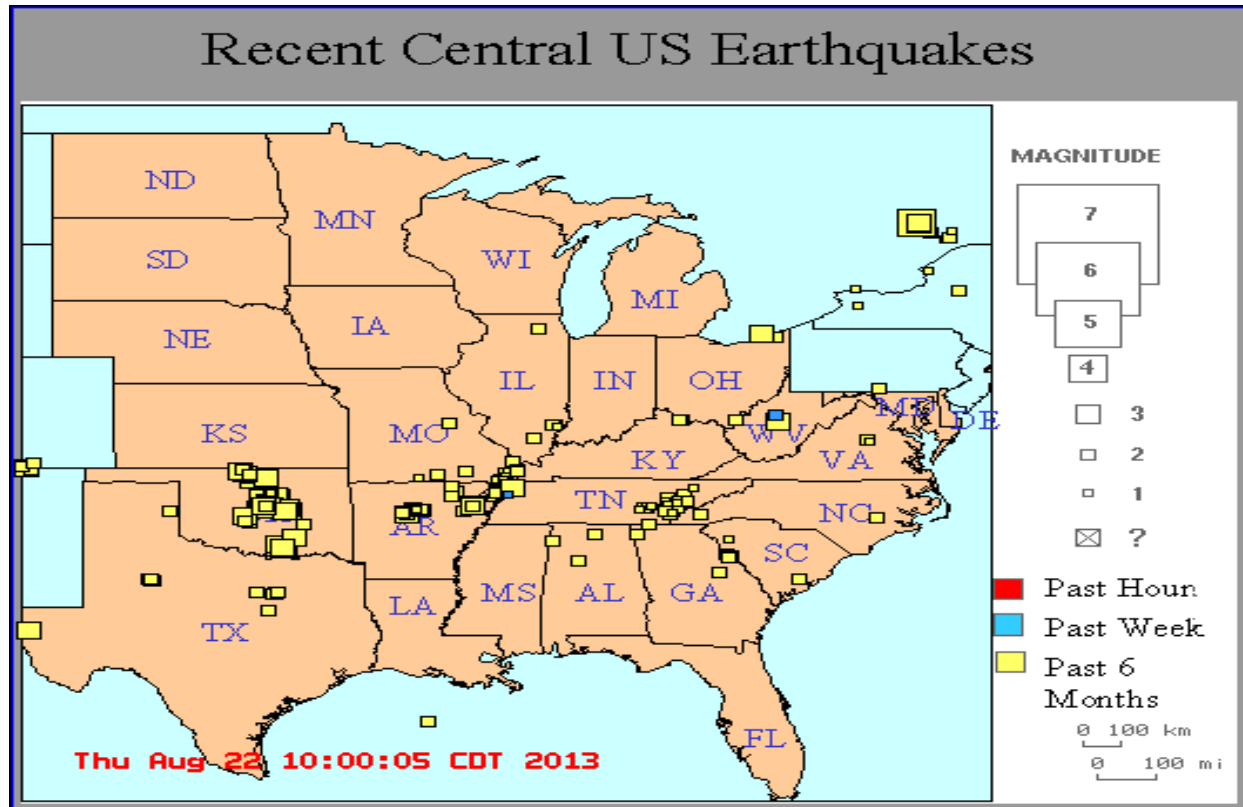 Recent Central US Earthquakes
MAGNITUDE
7
6
5
4
3
2
1
?
ND
MN
SD
WI
MI
NE
IA
IL
IN
OH
MD
DE
KS
MO
WV
KY
VA
TN
NC
AR
SC
MS
AL
GA
LA
TX
FL
Past Houn
Past Week
Past 6
Months
0 100 km
0 100 mi
Thu Aug 22 10:00:05 CDT 2013